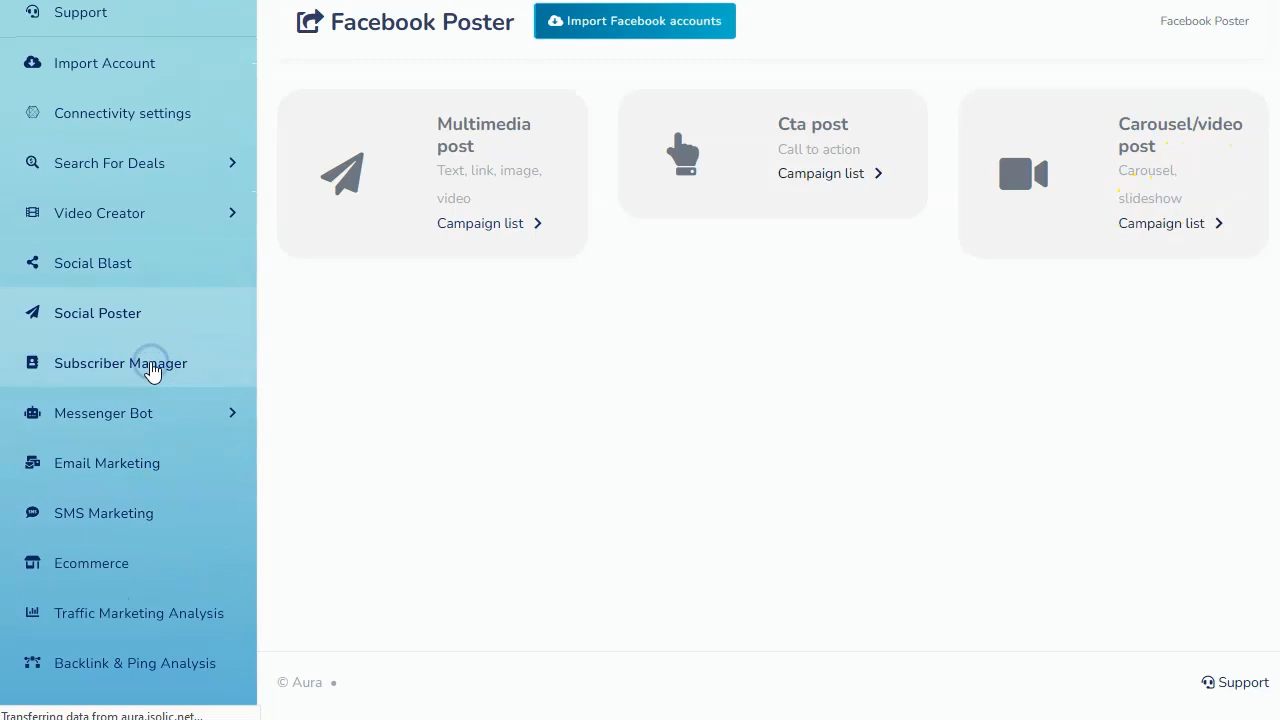 Support
Import Account
Connectivity settings
Search For Deals
Video Creator
Social Blast
Social Poster
Subscriber Manager
Messenger Bot
Email Marketing
SMS Marketing
Ecommerce
Traffic Marketing Analysis
Backlink & Ping Analysis
Transferring data from aura.isolic.net...
Facebook Poster
Import Facebook accounts
Facebook Poster
Multimedia
post
Text, link, image,
video
Campaign list
Cta post
Call to action
Campaign list
Carousel/video
post
Carousel,
slideshow
Campaign list
© Aura •
Support